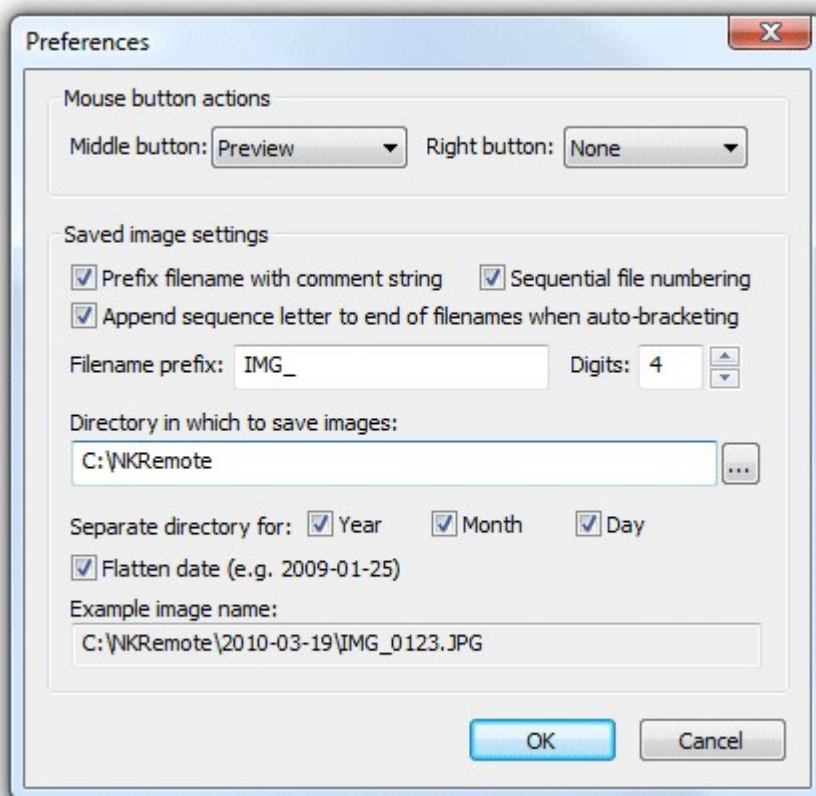 Preferences
Mouse button actions
Middle button: Preview Right button: None
Saved image settings
Prefix filename with comment string Sequential file numbering
Append sequence letter to end of filenames when auto-bracketing
Filename prefix: IMG_ Digits: 4
Directory in which to save images:
C:\NKRemote ...
Separate directory for: Year Month Day
Flatten date (e.g. 2009-01-25)
Example image name:
C:\NKRemote\2010-03-19\IMG_0123.JPG
OK Cancel